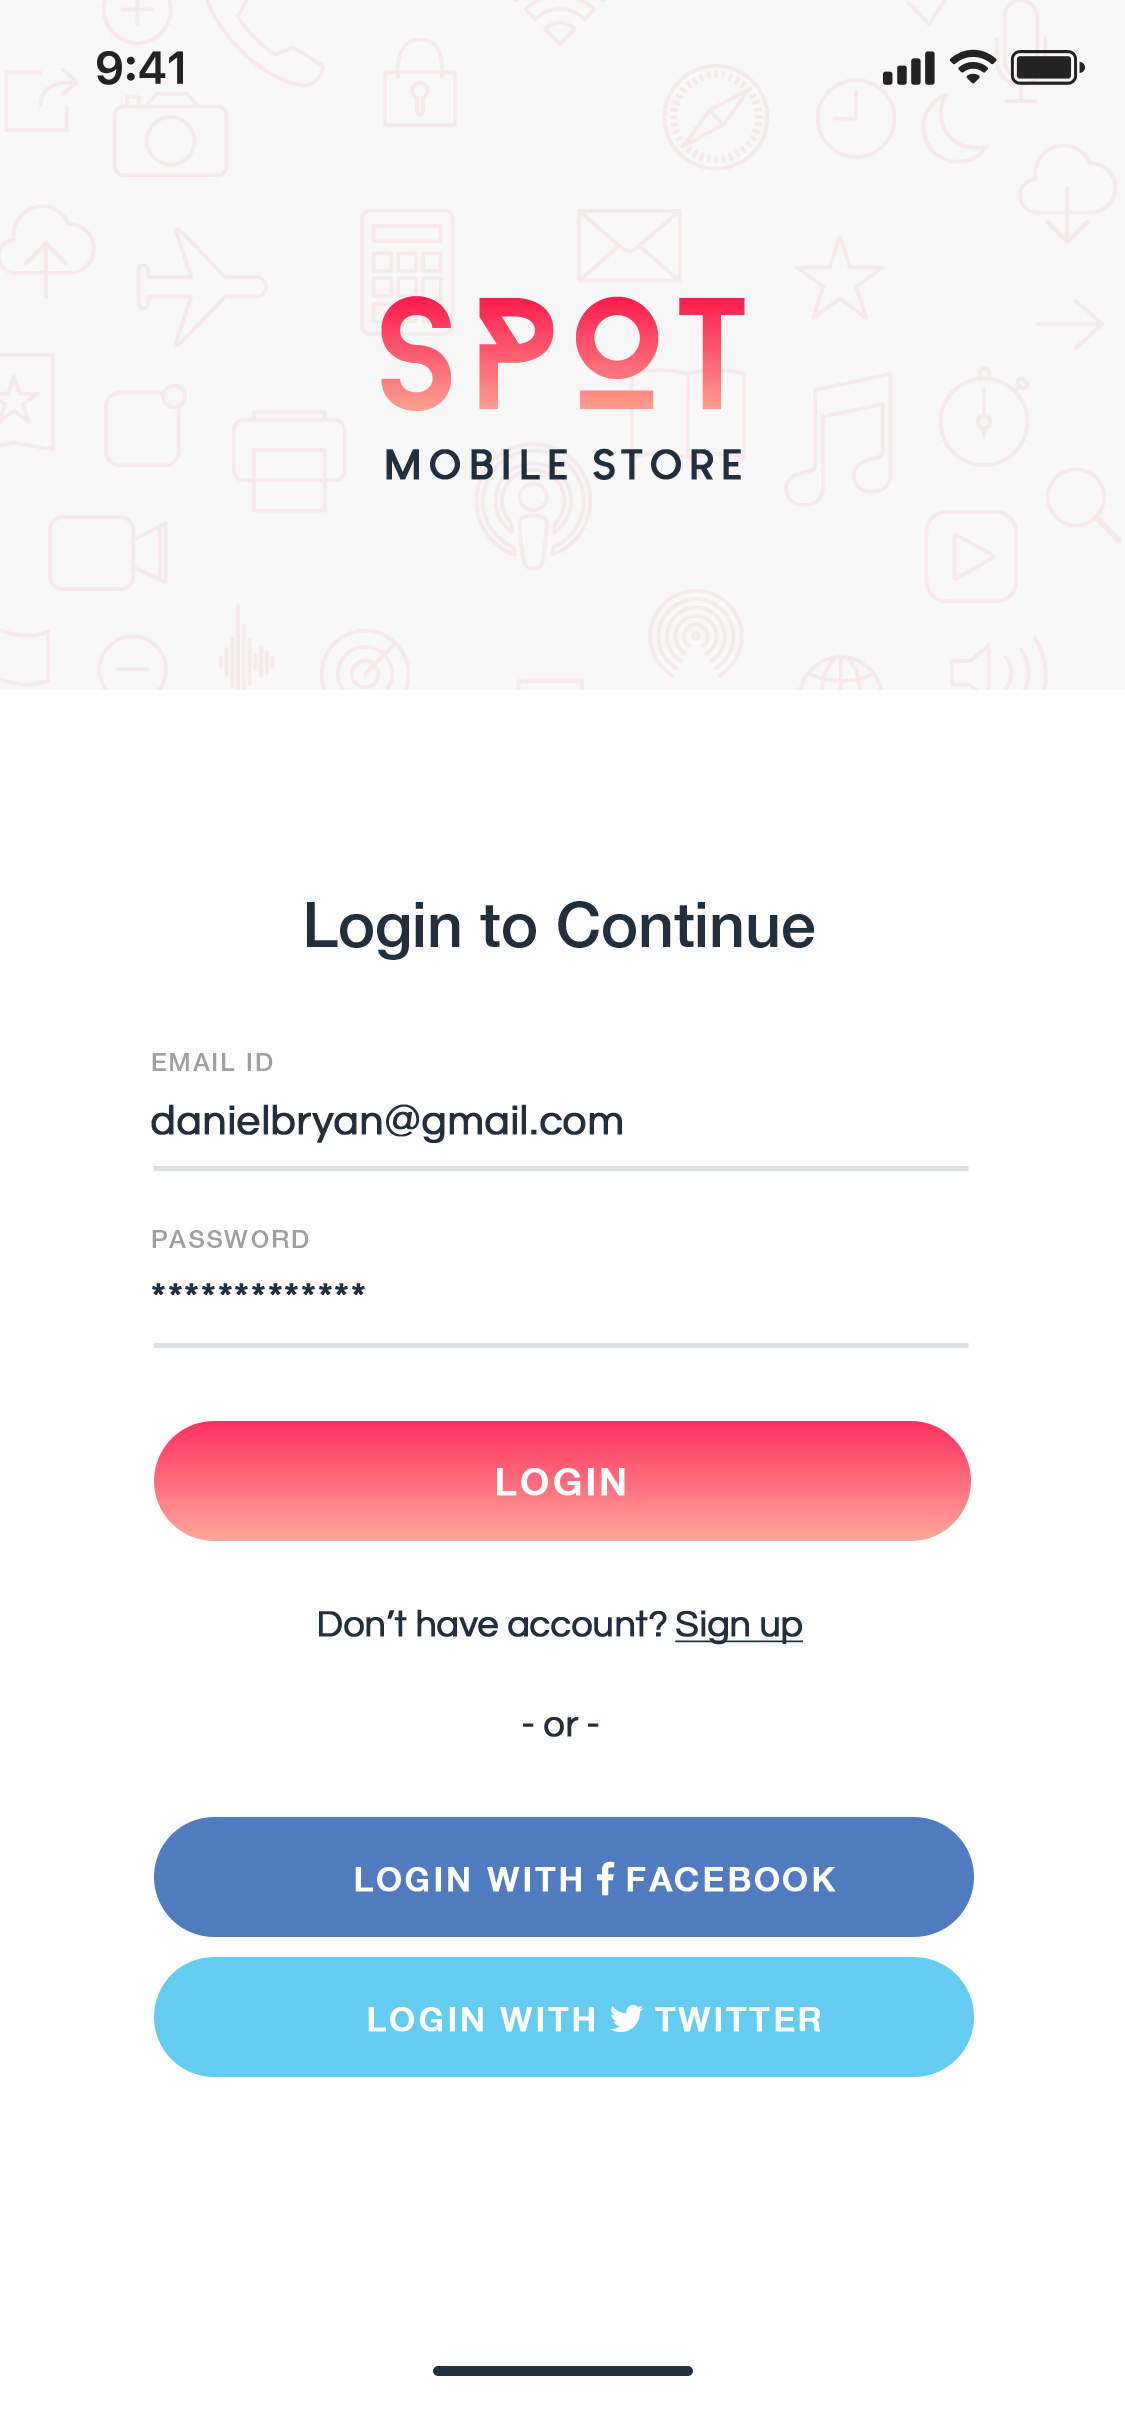 9:41
SPOT
MOBILE STORE
Login to Continue
EMAIL ID
danielbryan@gmail.com
PASSWORD
*************
LOGIN
Don’t have account? Sign up
- or -
LOGIN WITH FACEBOOK
LOGIN WITH TWITTER